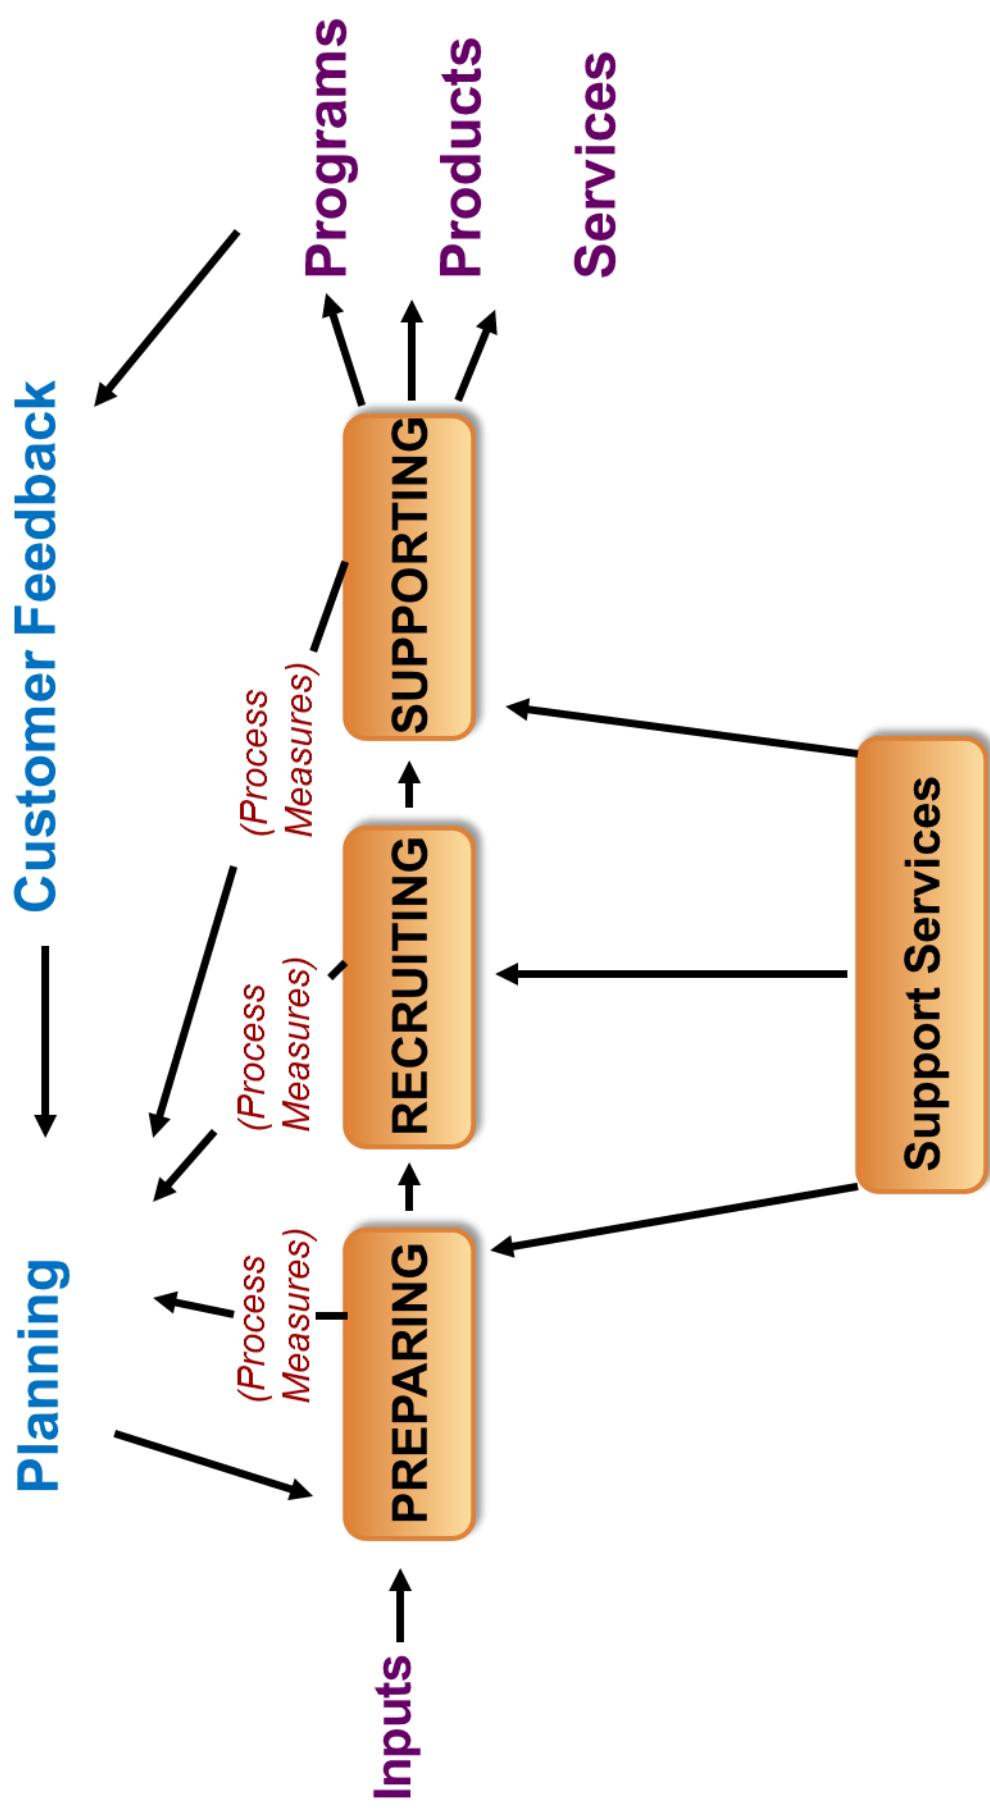 Planning
Customer Feedback
(Process
Measures)
(Process
Measures)
(Process
Measures)
Inputs
PREPARING
RECRUITING
SUPPORTING
Programs
Products
Services
Support Services